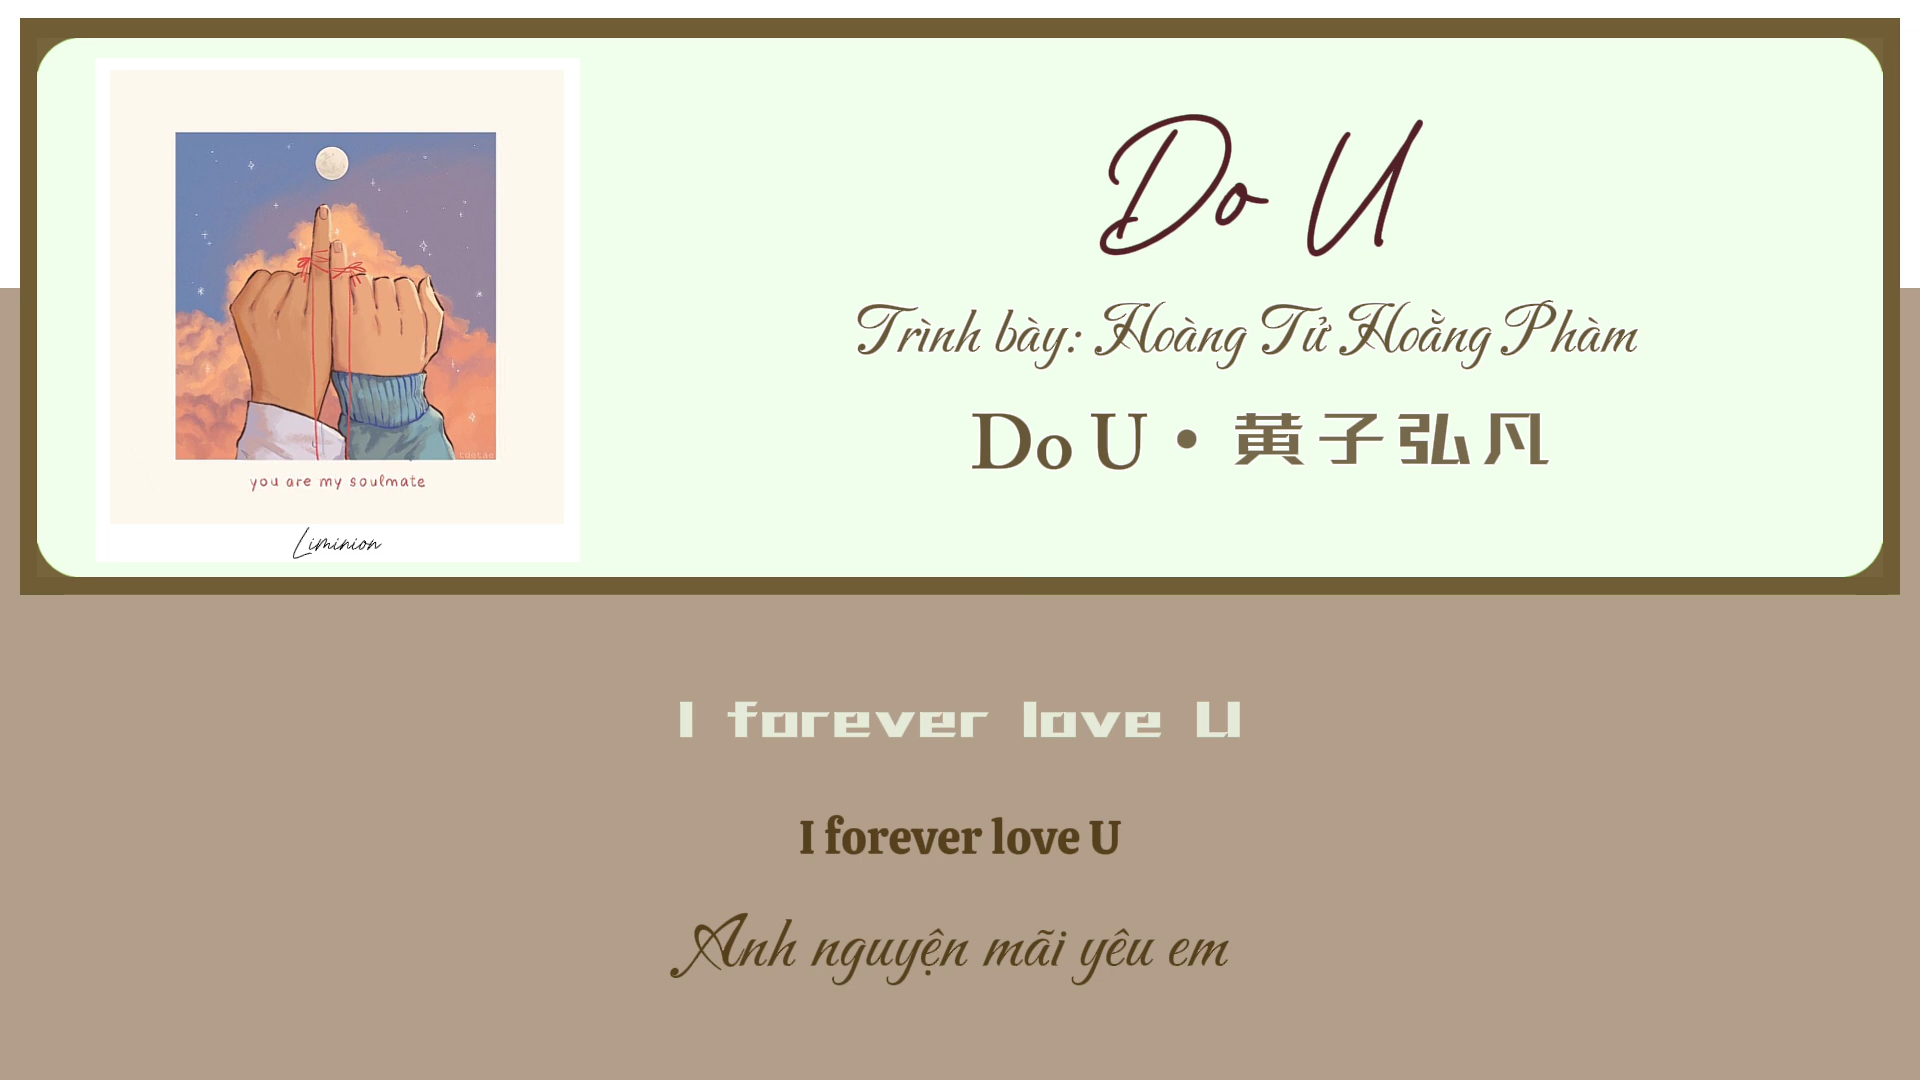 Do U
Trình bày: Hoàng Tử Hoằng Phàm
Do U • 黄子弘凡
tuotao
you are my soulmate
Liminion
I forever love U
I forever love U
Anh nguyện mãi yêu em